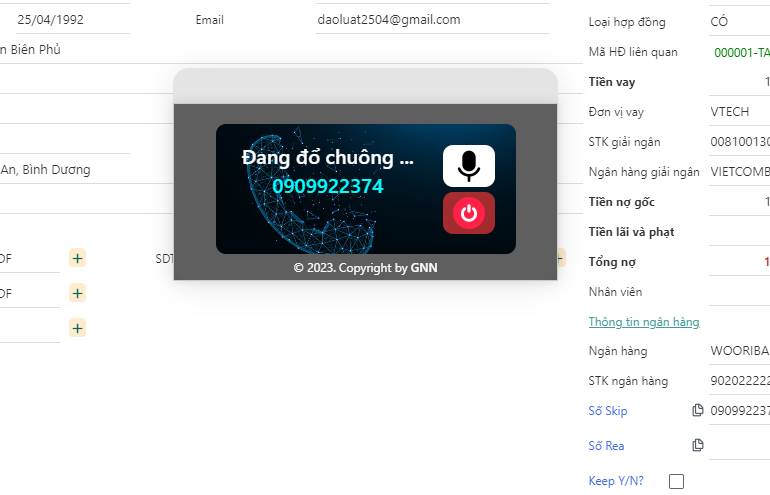 25/04/1992 Email daoluat2504@gmail.com
n Biên Phủ
An, Bình Dương
Đang đổ chuông ...
0909922374
© 2023. Copyright by GNN
OF + SDT +
OF +
+
Loại hợp đồng CÓ
Mã HĐ liên quan 000001-TA
Tiền vay 1
Đơn vị vay VTECH
STK giải ngân 008100130
Ngân hàng giải ngân VIETCOMB
Tiền nợ gốc 1
Tiền lãi và phạt
Tổng nợ 1
Nhân viên
Thông tin ngân hàng
Ngân hàng WOORIBA
STK ngân hàng 902022222
Số Skip 090992237
Số Rea
Keep Y/N?